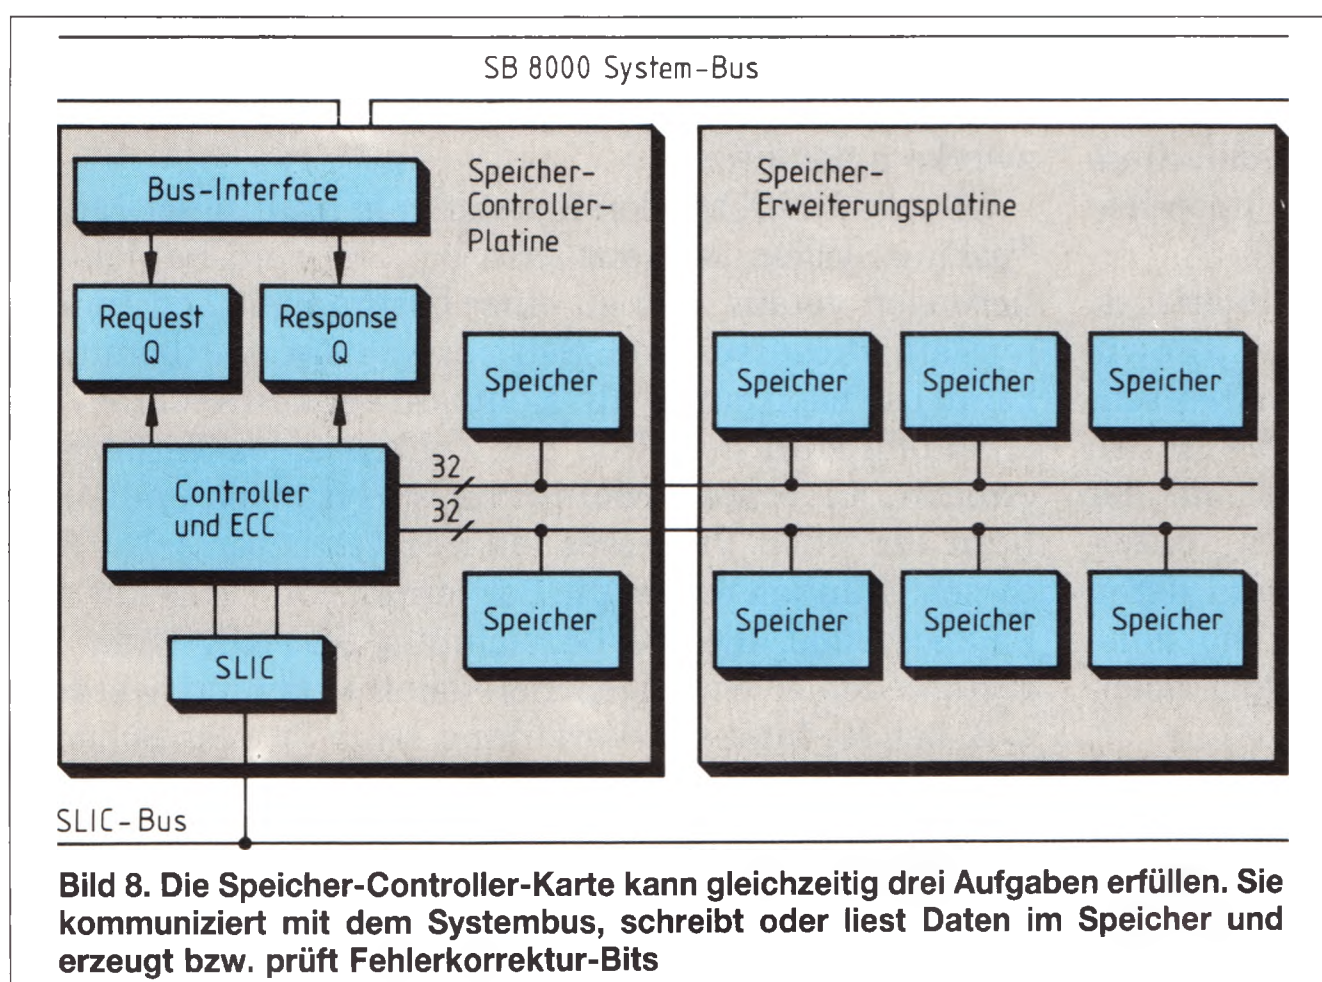 SB 8000 System-Bus
Bus-Interface
Speicher-
Controller-
Platine
Speicher-
Erweiterungsplatine
Request
Q
Response
Q
Speicher
Speicher
Speicher
Speicher
Controller
und ECC
32
32
Speicher
Speicher
Speicher
Speicher
SLIC
SLIC-Bus
Bild 8. Die Speicher-Controller-Karte kann gleichzeitig drei Aufgaben erfüllen. Sie
kommuniziert mit dem Systembus, schreibt oder liest Daten im Speicher und
erzeugt bzw. prüft Fehlerkorrektur-Bits